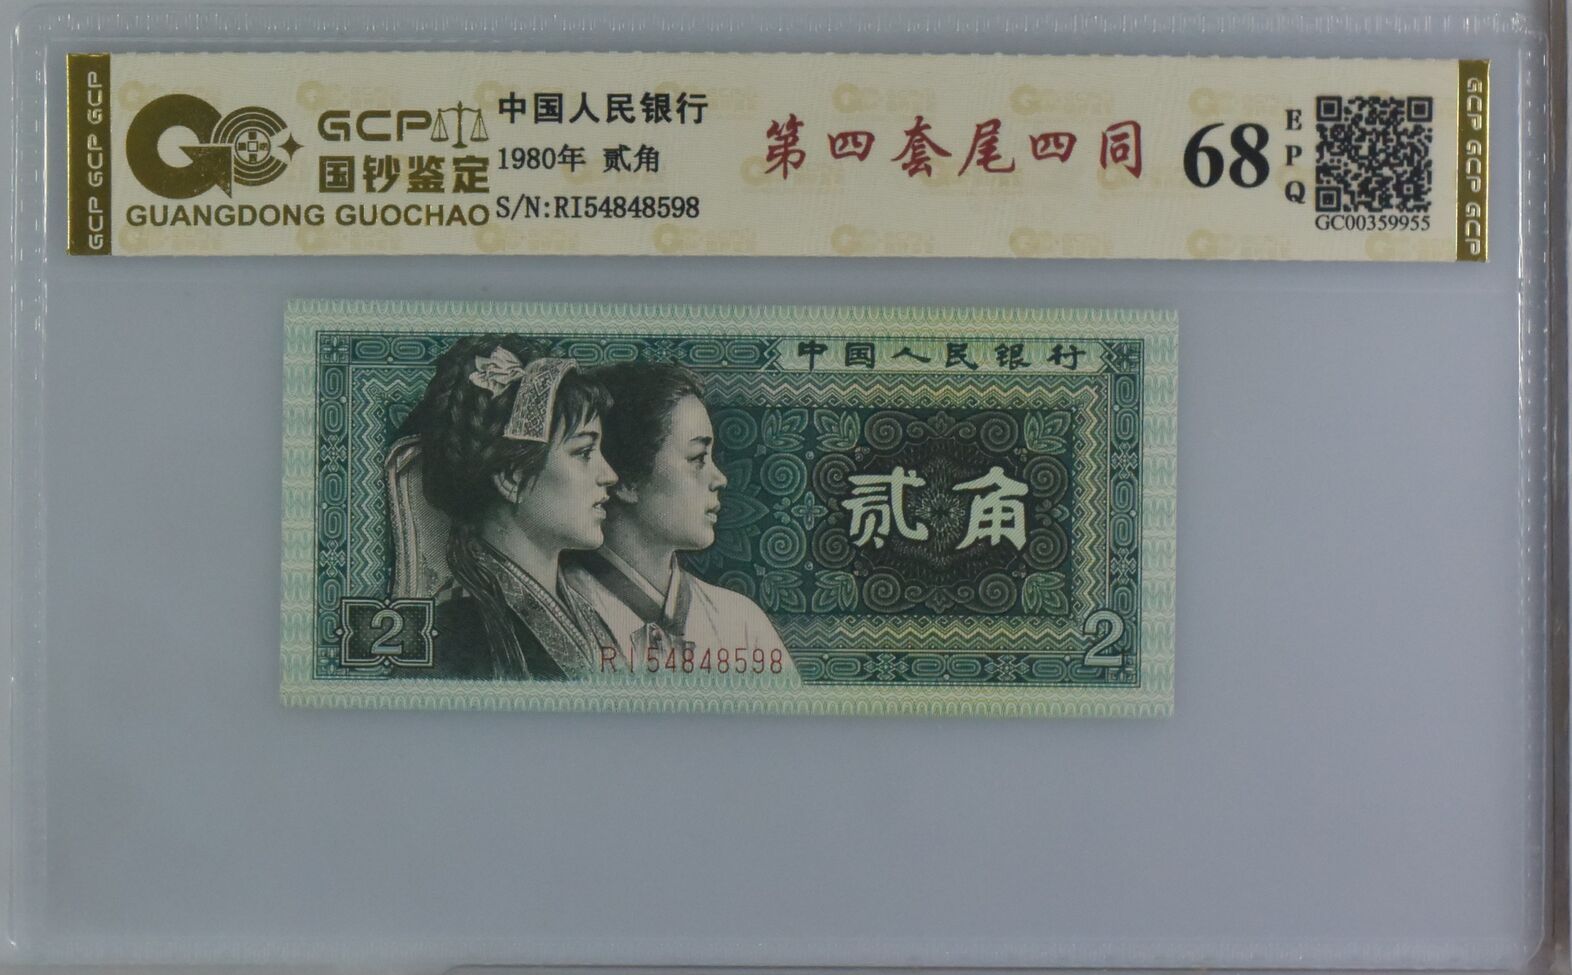 GCP GCP GCP
GCP
国钞鉴定
GUANGDONG GUOCHAO
中国人民银行
1980年 贰角
S/N:RI54848598
第四套尾四同
68
EPQ
GC00359955
GCP GCP GCP
中国人民银行
贰角
2
RI54848598
2